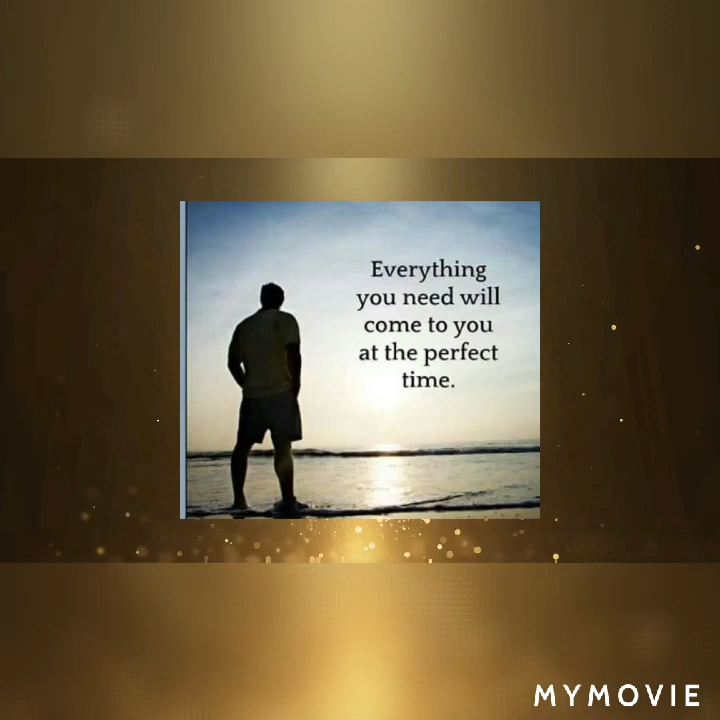 Everything
you need will
come to you
at the perfect
time.
MYMOVIE